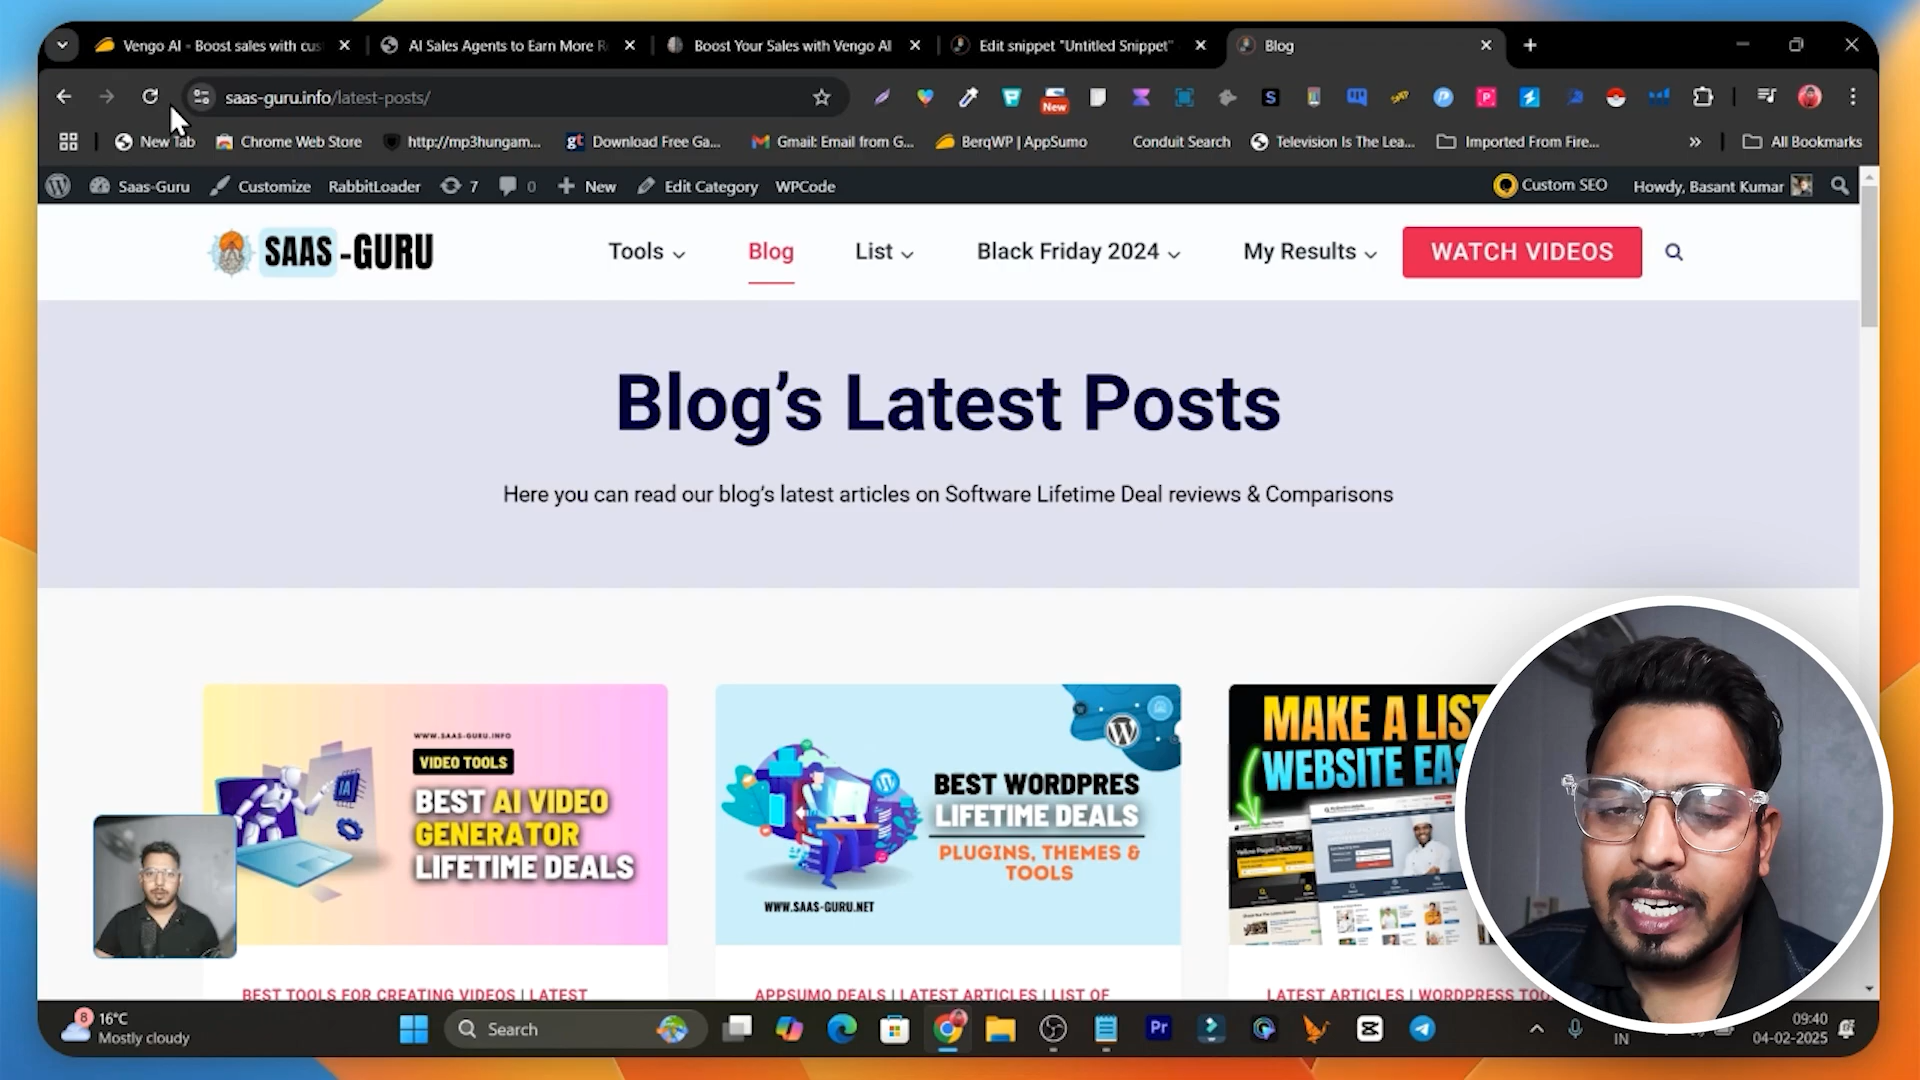 Vengo AI - Boost sales with cus
AI Sales Agents to Earn More R
Boost Your Sales with Vengo AI
Edit snippet "Untitled Snippet"
Blog
saas-guru.info/latest-posts/
New
New Tab
Chrome Web Store
http://mp3hungam...
gt
Download Free Ga...
Gmail: Email from G...
BerqWP | AppSumo
Conduit Search
Television Is The Lea...
Imported From Fire...
»
All Bookmarks
Saas-Guru
Customize
RabbitLoader
7
0
New
Edit Category
WPCode
Custom SEO
Howdy, Basant Kumar
SAAS -GURU
Tools
Blog
List
Black Friday 2024
My Results
WATCH VIDEOS
Blog's Latest Posts
Here you can read our blog's latest articles on Software Lifetime Deal reviews & Comparisons
WWW.SAAS-GURU.INFO
VIDEO TOOLS
BEST AI VIDEO
GENERATOR
LIFETIME DEALS
IA
BEST WORDPRES
LIFETIME DEALS
PLUGINS, THEMES &
TOOLS
WWW.SAAS-GURU.NET
MAKE A LIST
WEBSITE EAS
BEST TOOLS FOR CREATING VIDEOS | LATEST
APPSUMO DEALS | LATEST ARTICLES | LIST OF
LATEST ARTICLES | WORDPRESS TOO
8
16°C
Mostly cloudy
Search
Pr
IN
09:40
04-02-2025